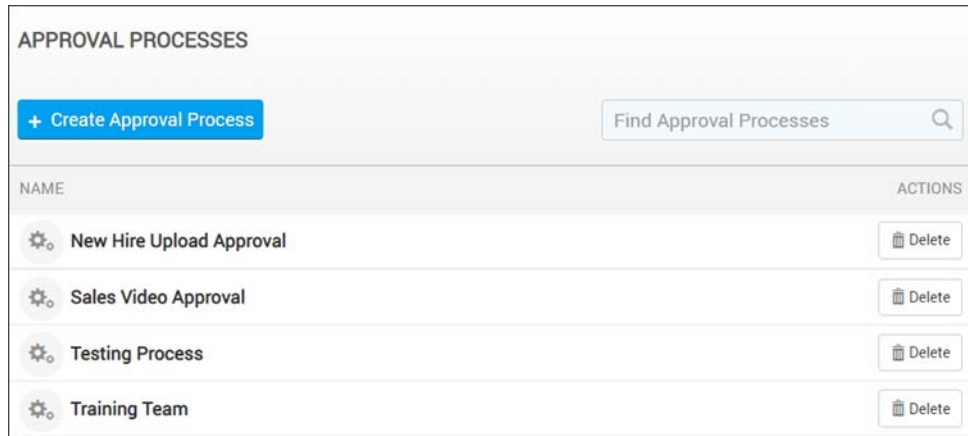 APPROVAL PROCESSES
+ Create Approval Process Find Approval Processes
NAME ACTIONS
New Hire Upload Approval Delete
Sales Video Approval Delete
Testing Process Delete
Training Team Delete